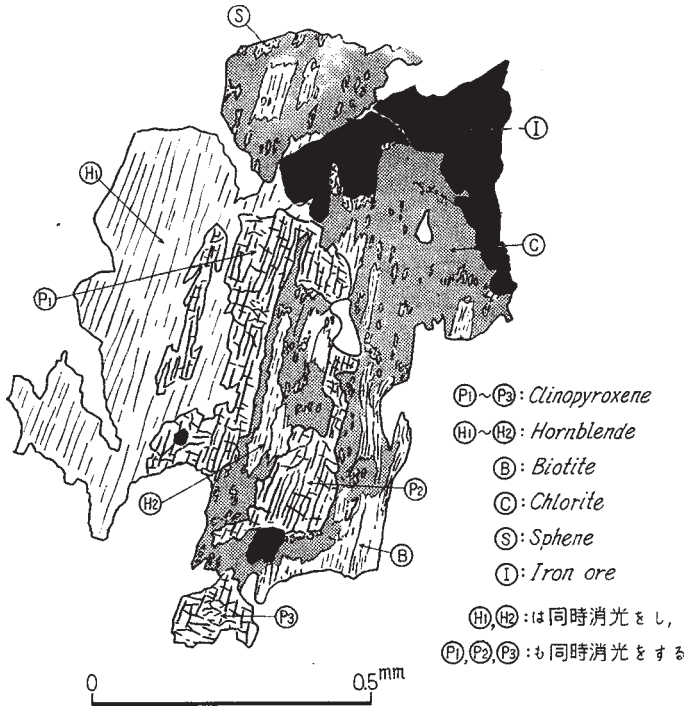 Ⓢ
Ⓘ
H₁
Ⓒ
P₁
P₁~P₃: Clinopyroxene
H₁~H₂: Hornblende
Ⓑ: Biotite
Ⓒ: Chlorite
Ⓢ: Sphene
Ⓘ: Iron ore
H₁,H₂:は同時消光をし,
P₁,P₂,P₃:も同時消光をする
P₂
H₂
Ⓑ
P₃
0 0.5mm